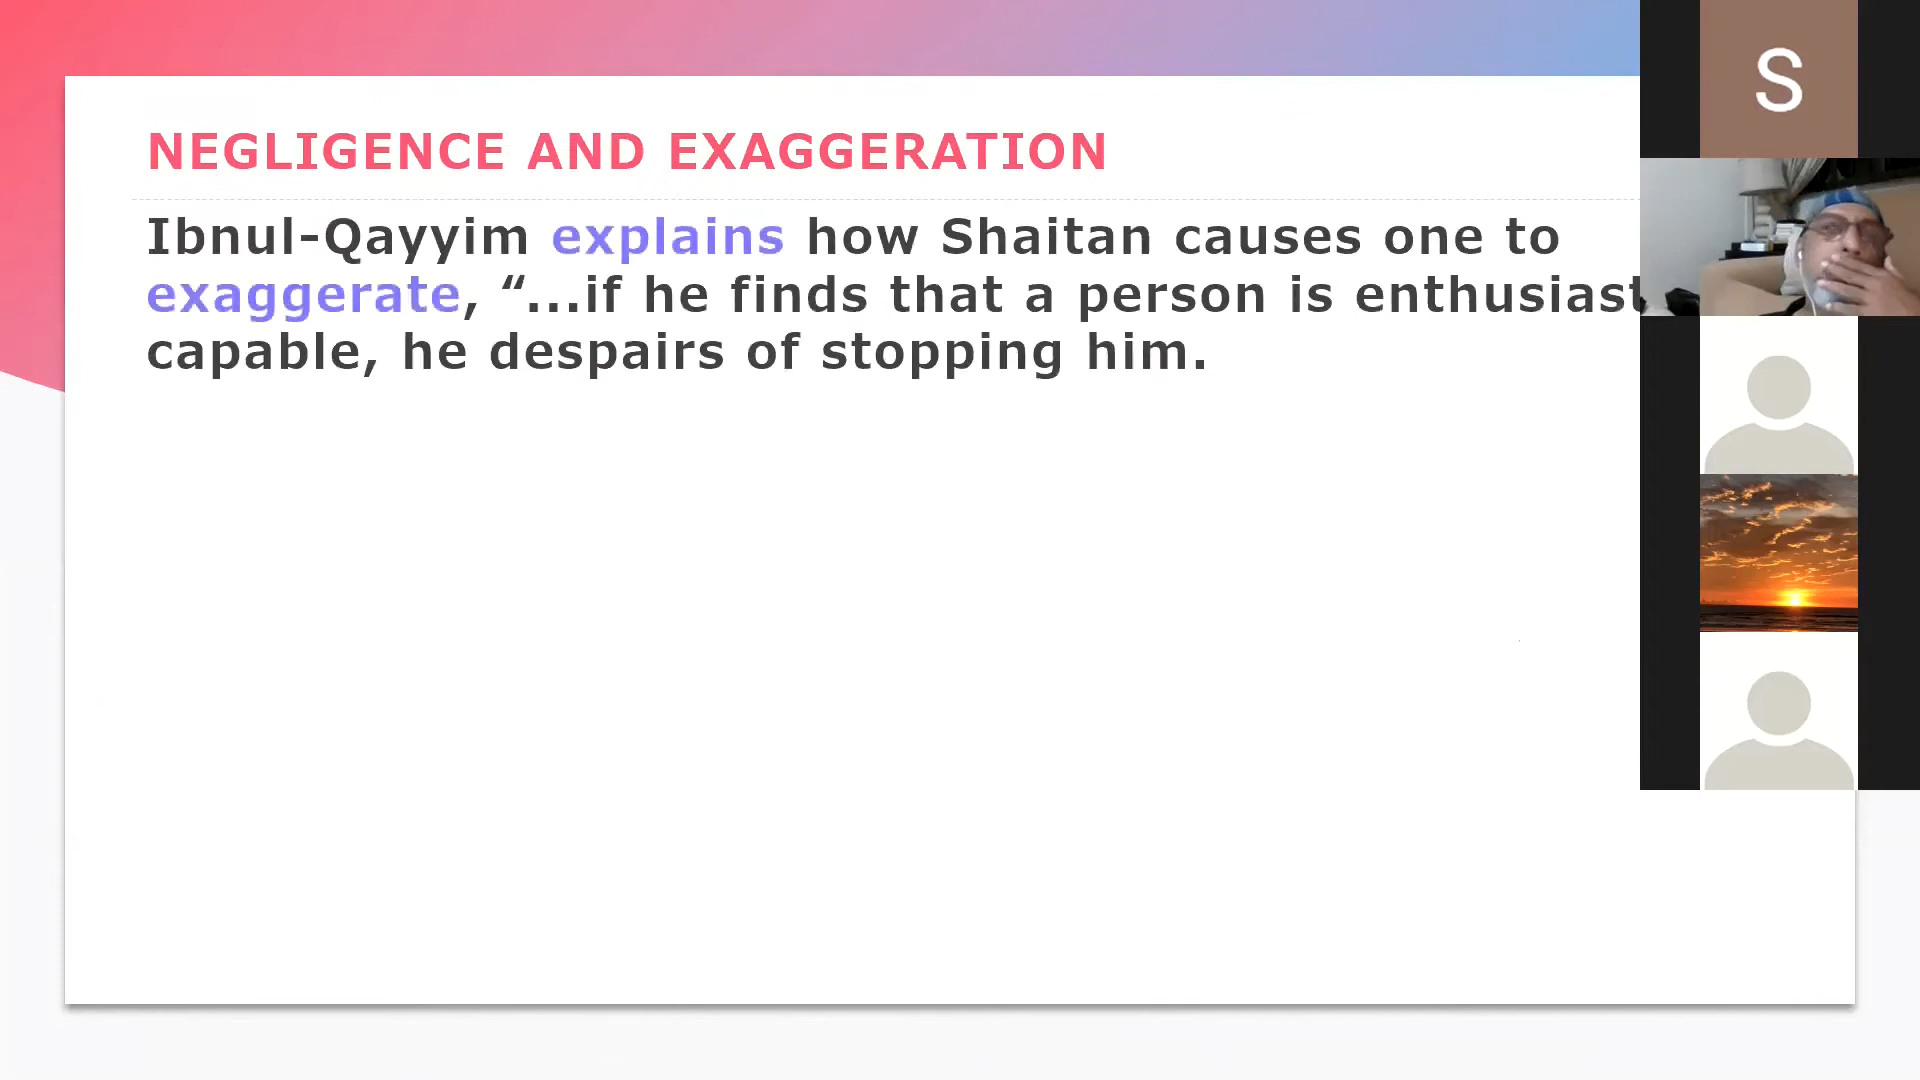 NEGLIGENCE AND EXAGGERATION
Ibnul-Qayyim explains how Shaitan causes one to
exaggerate, “...if he finds that a person is
capable, he despairs of stopping him.
S